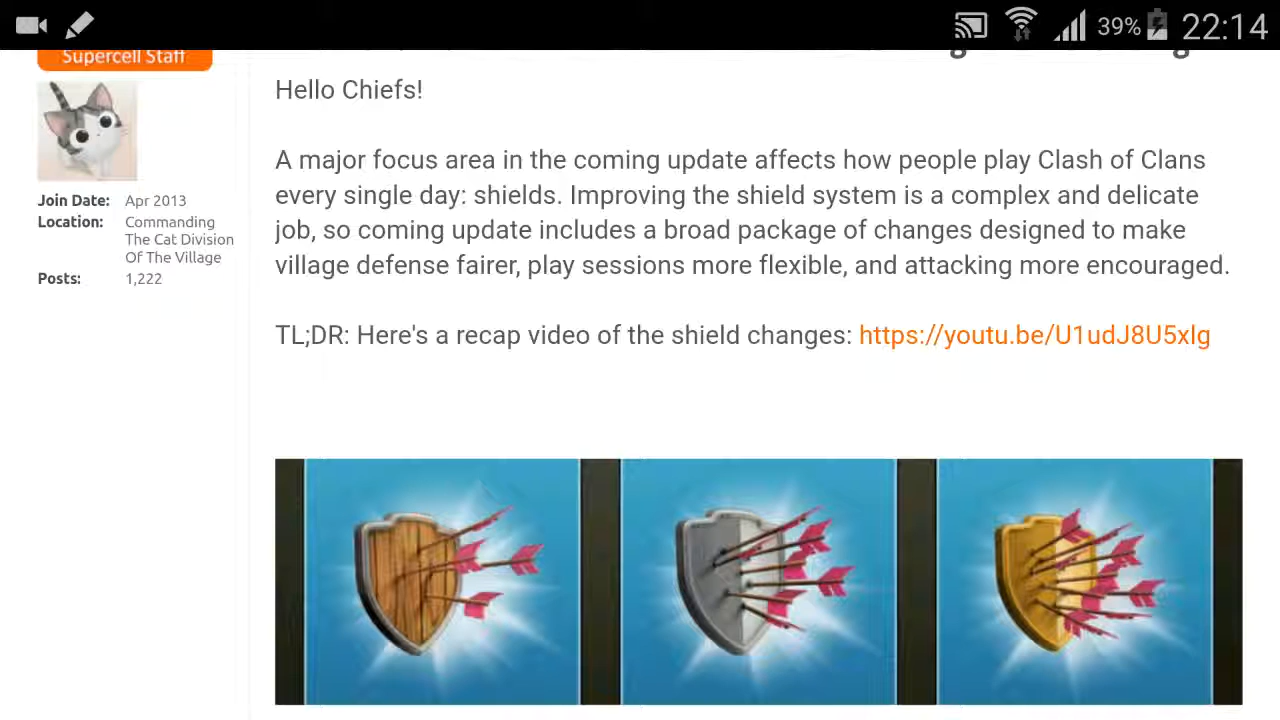 39% 22:14
Supercell Staff
Hello Chiefs!
A major focus area in the coming update affects how people play Clash of Clans
every single day: shields. Improving the shield system is a complex and delicate
job, so coming update includes a broad package of changes designed to make
village defense fairer, play sessions more flexible, and attacking more encouraged.
TL;DR: Here's a recap video of the shield changes: https://youtu.be/U1udJ8U5xlg
Join Date: Apr 2013
Location: Commanding
The Cat Division
Of The Village
Posts: 1,222